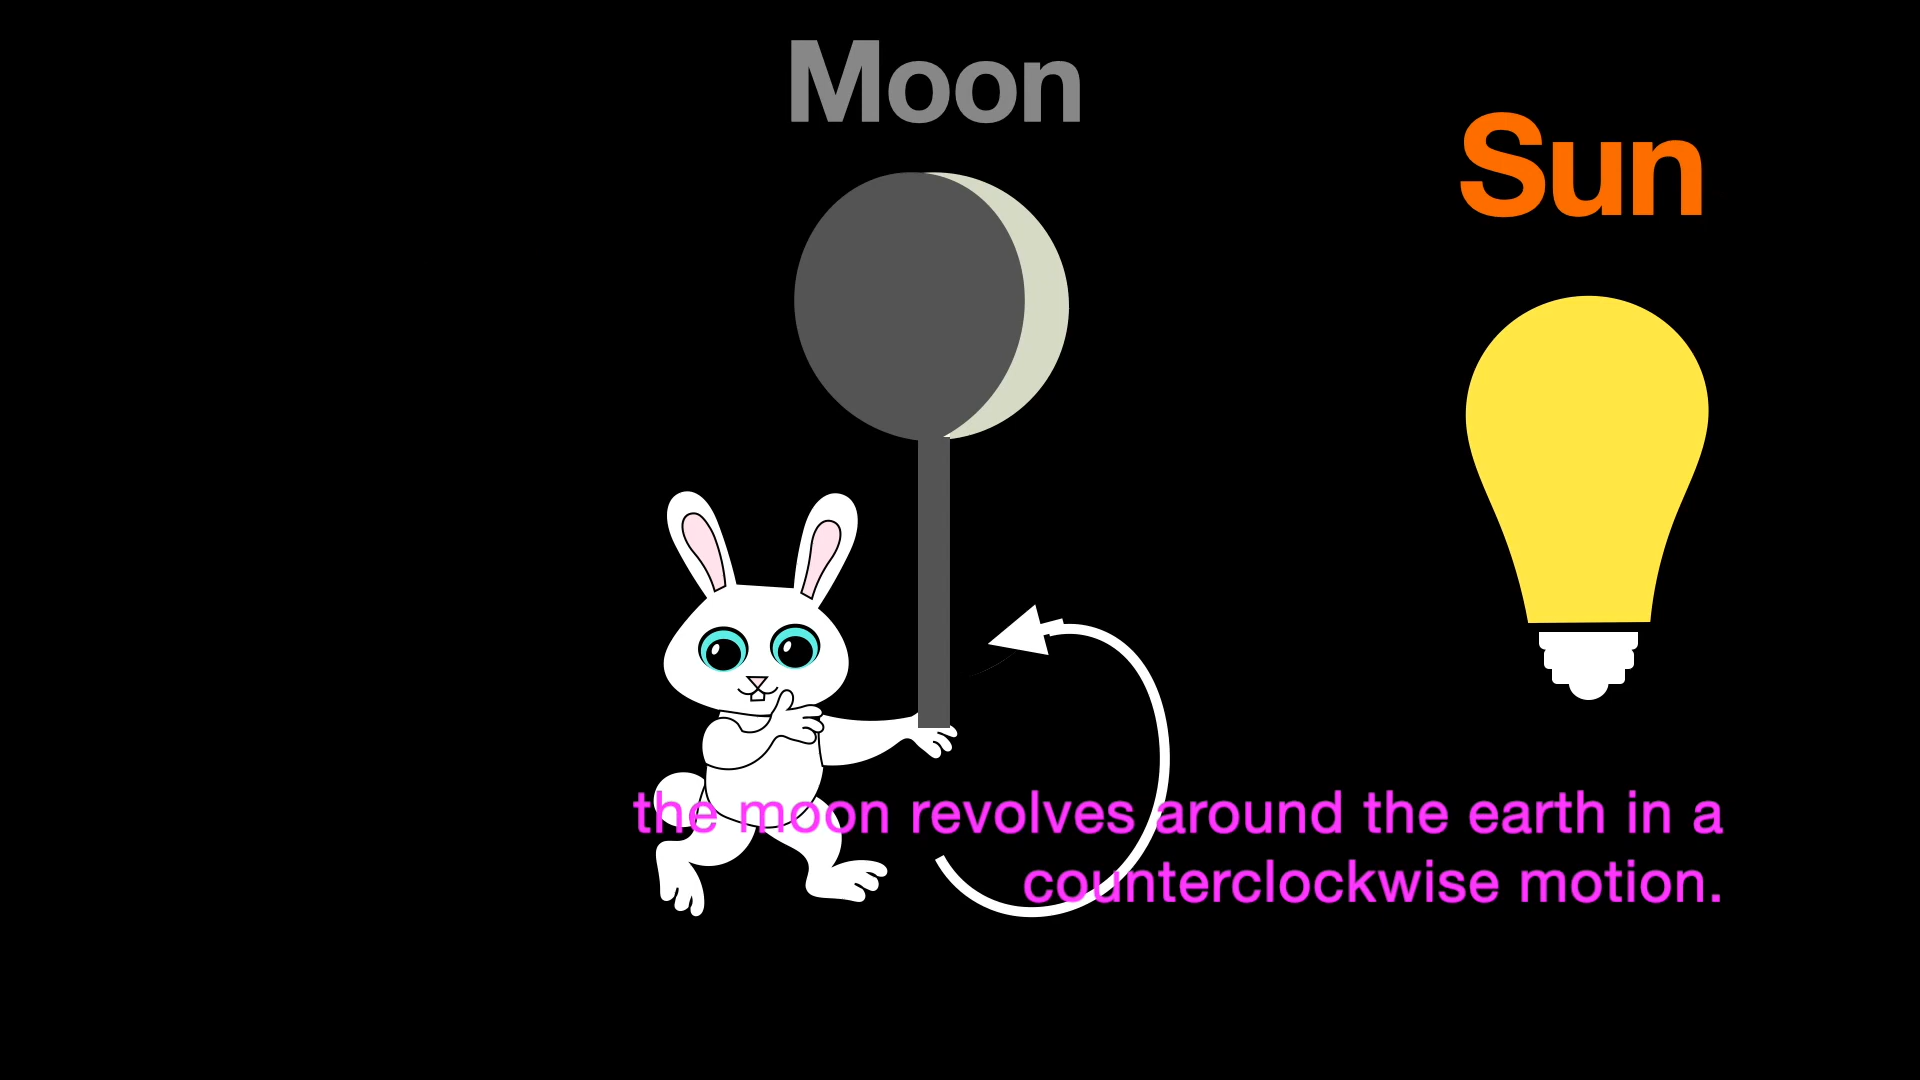 Moon
Sun
the moon revolves around the earth in a
counterclockwise motion.